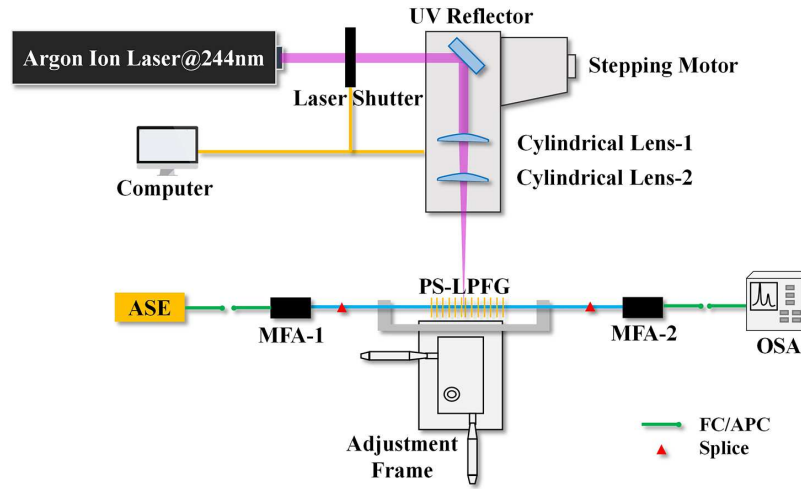 UV Reflector
Argon Ion Laser@244nm
Stepping Motor
Laser Shutter
Cylindrical Lens-1
Cylindrical Lens-2
Computer
PS-LPFG
ASE
MFA-1
MFA-2
OSA
Adjustment
Frame
FC/APC
Splice